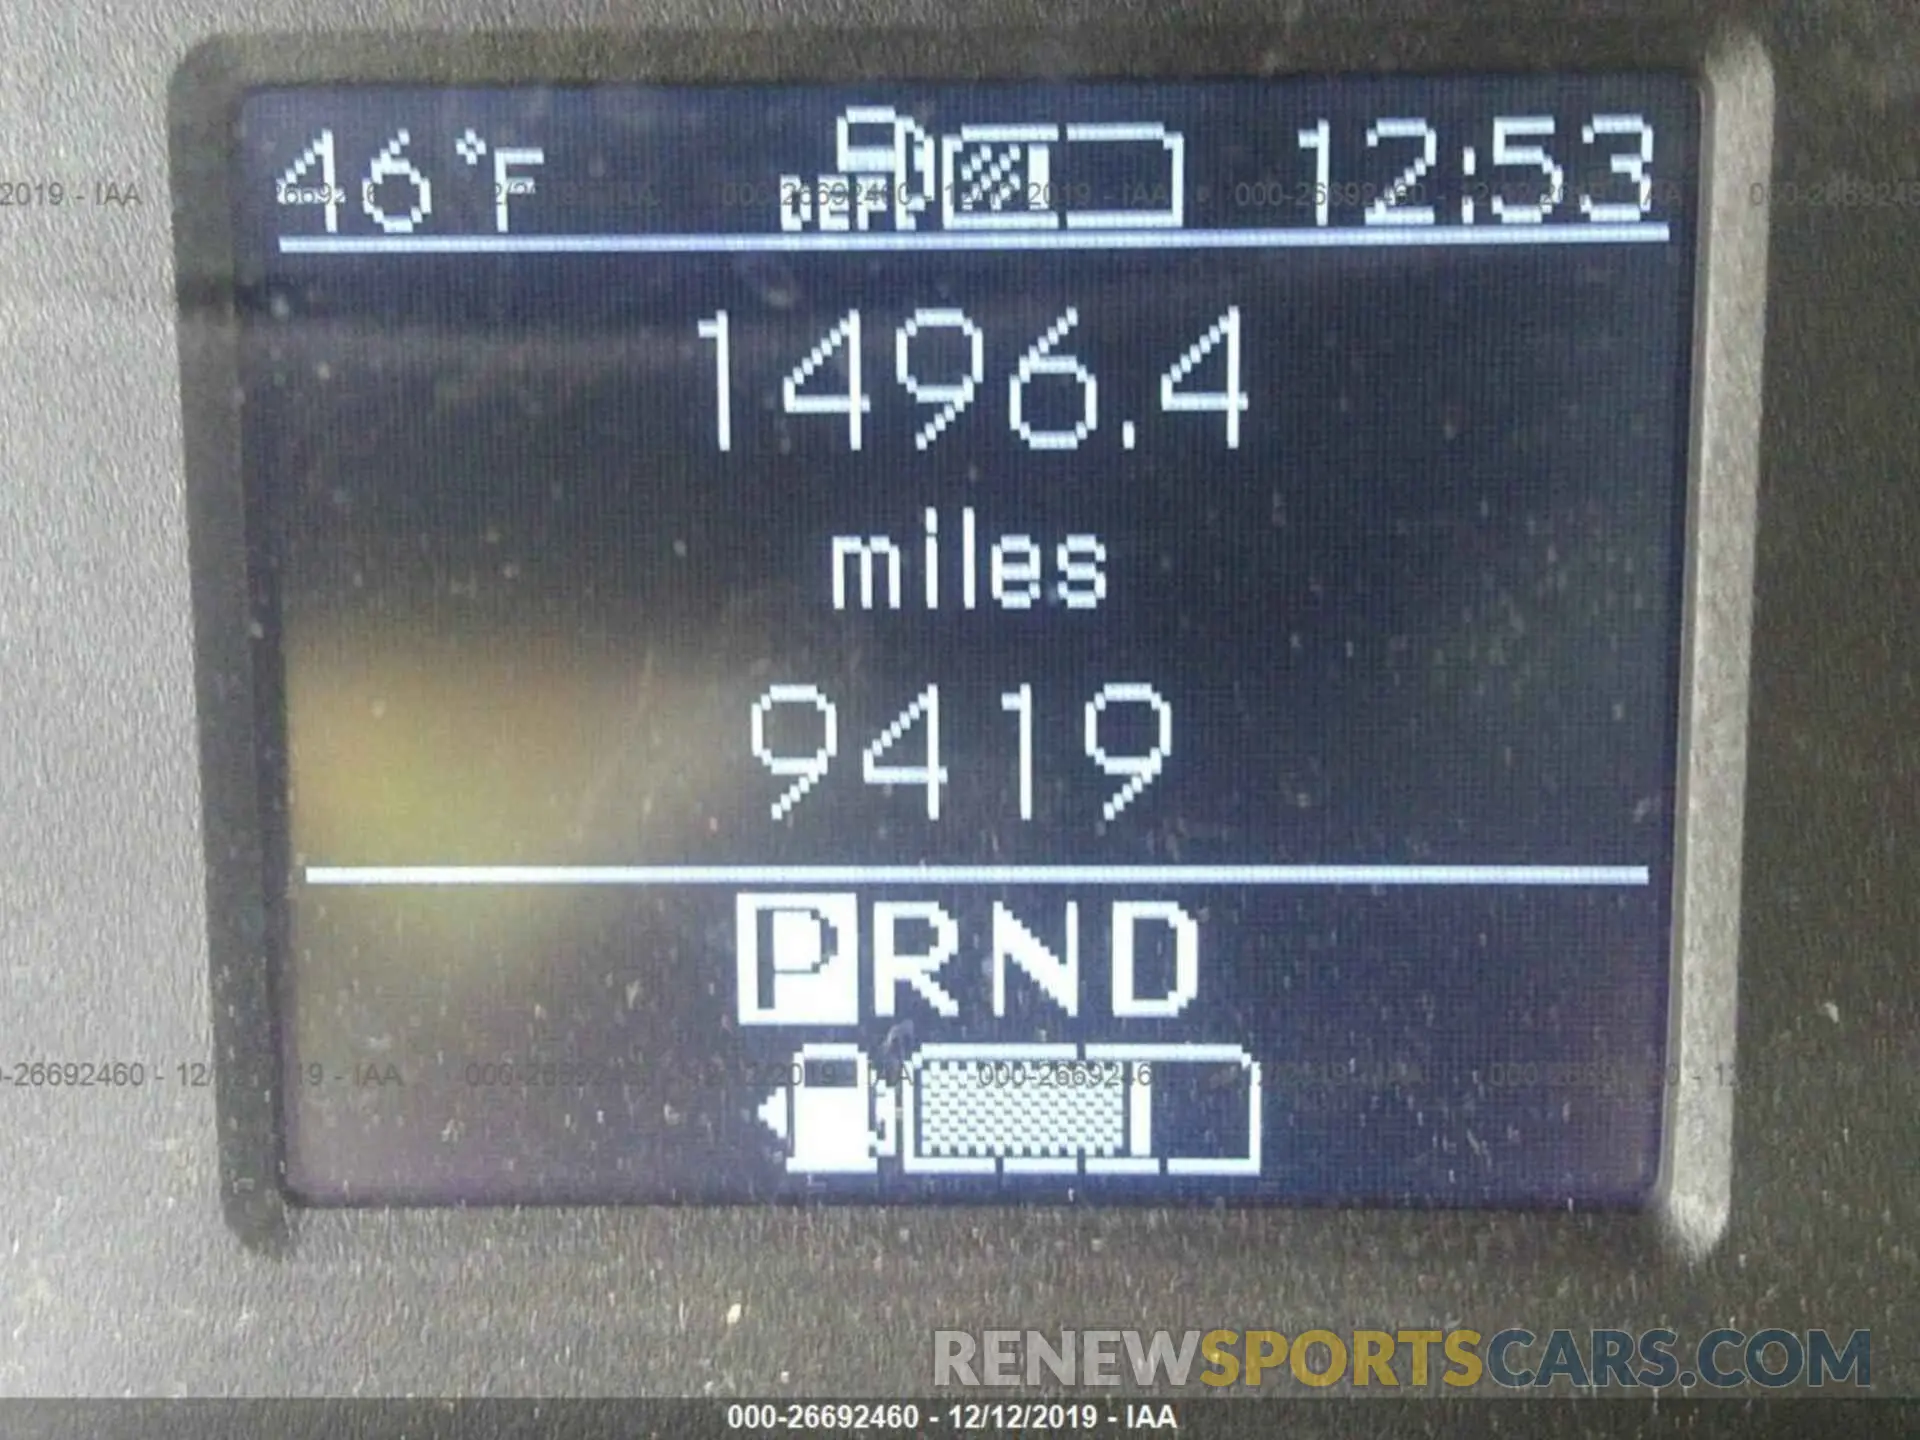 46°F DEF 12:53
1496.4
miles
9419
PRND
RENEWSPORTSCARS.COM
000-26692460 - 12/12/2019 - IAA